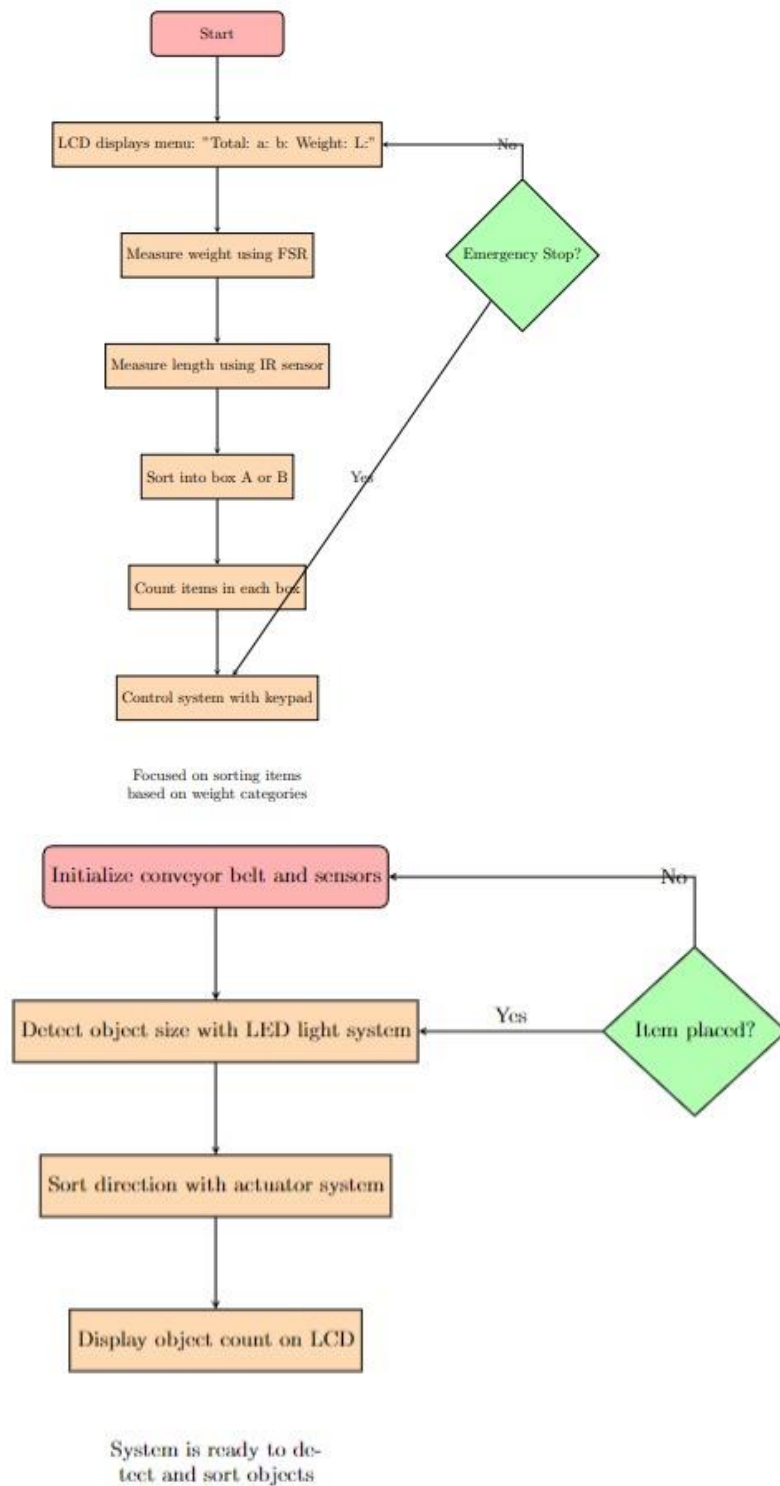 Start
LCD displays menu: "Total: a: b: Weight: L:"
No
Measure weight using FSR
Emergency Stop?
Measure length using IR sensor
Sort into box A or B
Yes
Count items in each box
Control system with keypad
Focused on sorting items
based on weight categories
Initialize conveyor belt and sensors
No
Detect object size with LED light system
Yes
Item placed?
Sort direction with actuator system
Display object count on LCD
System is ready to de-
tect and sort objects